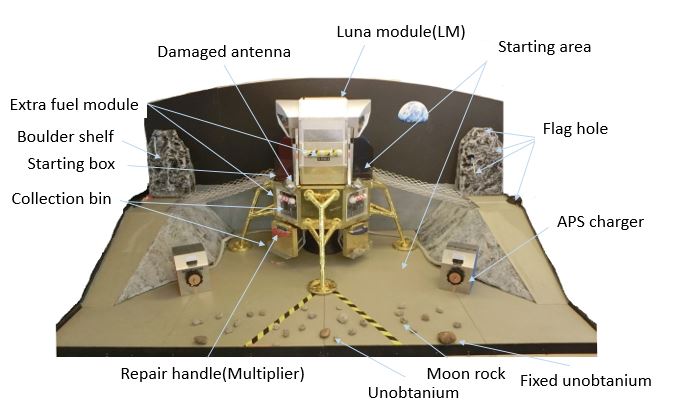 Luna module(LM)
Damaged antenna
Starting area
Extra fuel module
Boulder shelf
Flag hole
Starting box
Collection bin
APS charger
Repair handle(Multiplier)
Moon rock
Fixed unobtanium
Unobtanium